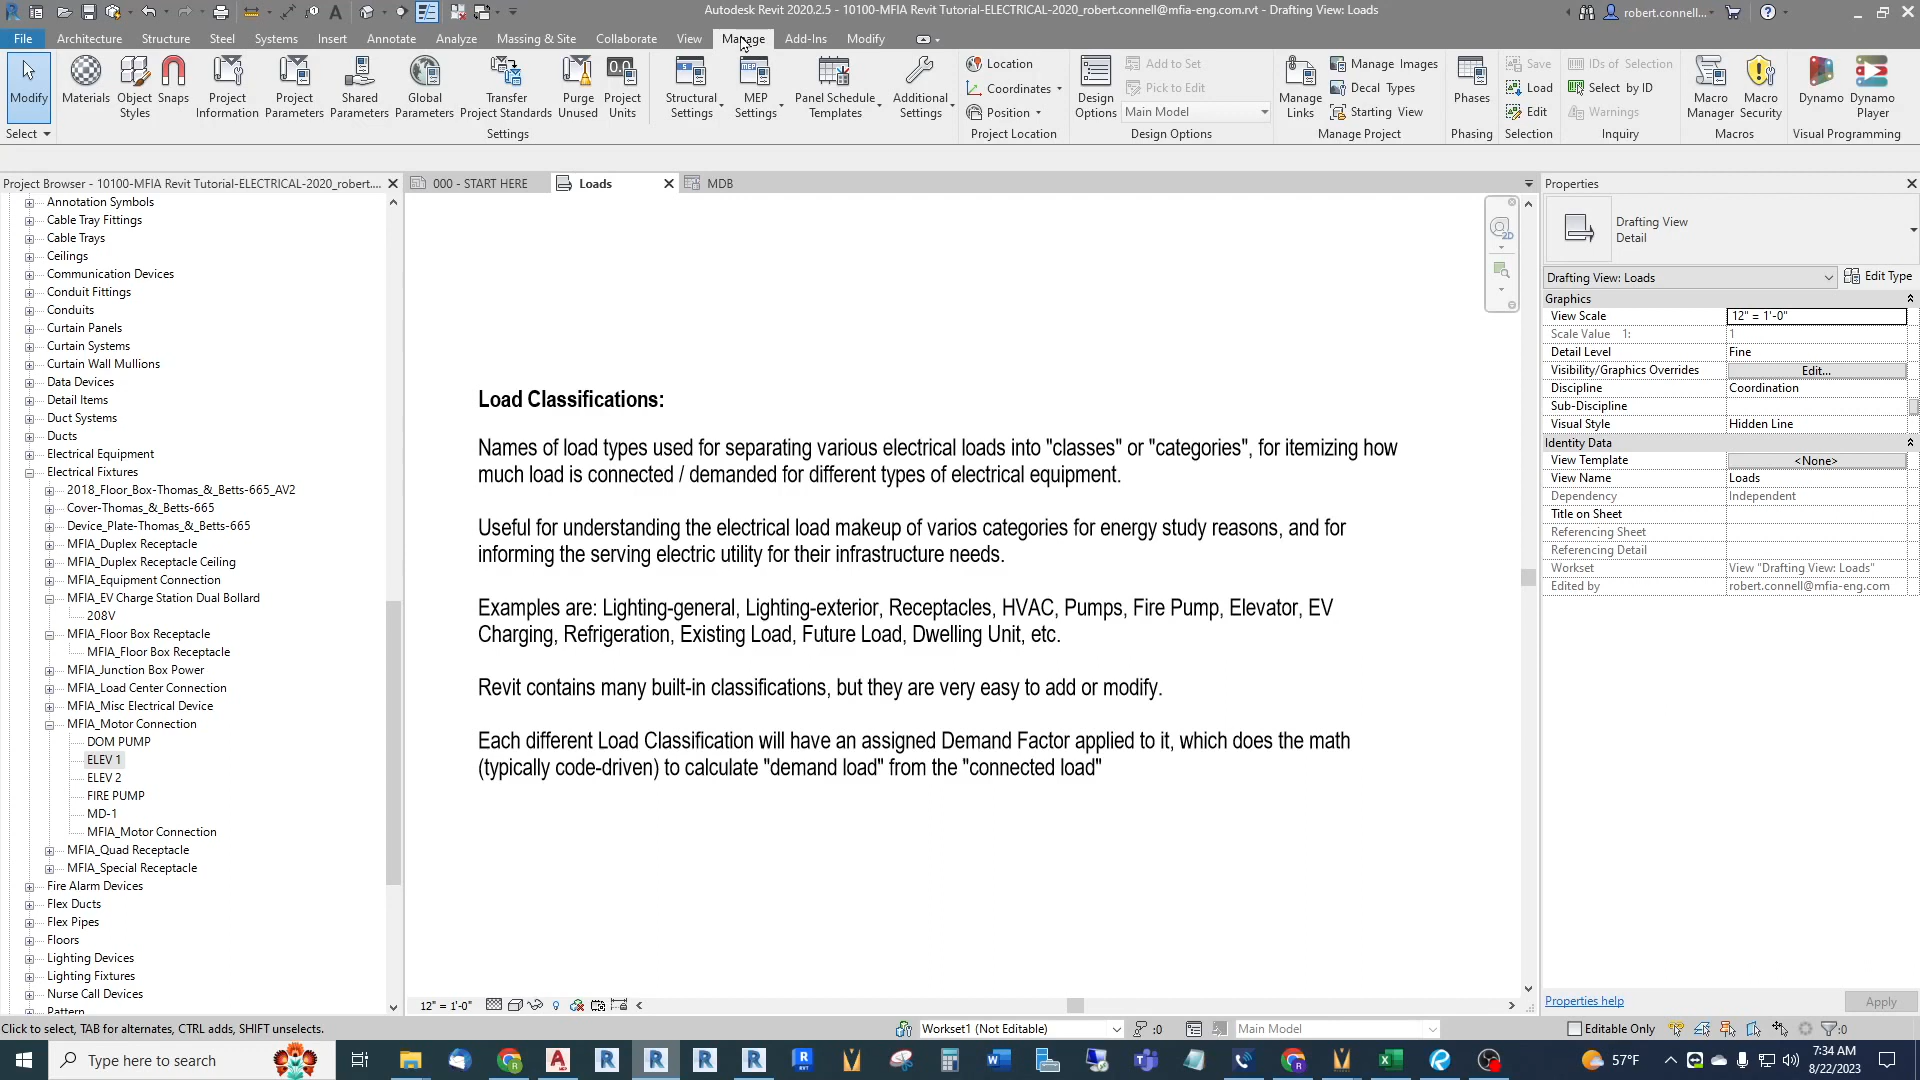 Autodesk Revit 2020.2.5 - 10100-MFIA Revit Tutorial-ELECTRICAL-2020_robert.connell@mfia-eng.com.rvt - Drafting View: Loads
robert.connell...
File Architecture Structure Steel Systems Insert Annotate Analyze Massing & Site Collaborate View Manage Add-Ins Modify
Modify
Materials
Object Styles
Snaps
Project Information
Project Parameters
Shared Parameters
Global Parameters
Transfer Project Standards
Purge Unused
Project Units
Structural Settings
MEP Settings
Panel Schedule Templates
Additional Settings
Location
Coordinates
Position
Design Options
Add to Set
Pick to Edit
Main Model
Manage Links
Manage Images
Decal Types
Starting View
Phases
Save
Load
Edit
IDs of Selection
Select by ID
Warnings
Macro Manager
Macro Security
Dynamo
Dynamo Player
Select
Settings
Project Location
Design Options
Manage Project
Phasing
Selection
Inquiry
Macros
Visual Programming
Project Browser - 10100-MFIA Revit Tutorial-ELECTRICAL-2020_robert....
Annotation Symbols
Cable Tray Fittings
Cable Trays
Ceilings
Communication Devices
Conduit Fittings
Conduits
Curtain Panels
Curtain Systems
Curtain Wall Mullions
Data Devices
Detail Items
Duct Systems
Ducts
Electrical Equipment
Electrical Fixtures
2018_Floor_Box-Thomas_&_Betts-665_AV2
Cover-Thomas_&_Betts-665
Device_Plate-Thomas_&_Betts-665
MFIA_Duplex Receptacle
MFIA_Duplex Receptacle Ceiling
MFIA_Equipment Connection
MFIA_EV Charge Station Dual Bollard
208V
MFIA_Floor Box Receptacle
MFIA_Floor Box Receptacle
MFIA_Junction Box Power
MFIA_Load Center Connection
MFIA_Misc Electrical Device
MFIA_Motor Connection
DOM PUMP
ELEV 1
ELEV 2
FIRE PUMP
MD-1
MFIA_Motor Connection
MFIA_Quad Receptacle
MFIA_Special Receptacle
Fire Alarm Devices
Flex Ducts
Flex Pipes
Floors
Lighting Devices
Lighting Fixtures
Nurse Call Devices
Pattern
000 - START HERE
Loads
MDB
2D
Load Classifications:
Names of load types used for separating various electrical loads into "classes" or "categories", for itemizing how
much load is connected / demanded for different types of electrical equipment.
Useful for understanding the electrical load makeup of varios categories for energy study reasons, and for
informing the serving electric utility for their infrastructure needs.
Examples are: Lighting-general, Lighting-exterior, Receptacles, HVAC, Pumps, Fire Pump, Elevator, EV
Charging, Refrigeration, Existing Load, Future Load, Dwelling Unit, etc.
Revit contains many built-in classifications, but they are very easy to add or modify.
Each different Load Classification will have an assigned Demand Factor applied to it, which does the math
(typically code-driven) to calculate "demand load" from the "connected load"
12" = 1'-0"
Properties
Drafting View
Detail
Drafting View: Loads
Edit Type
Graphics
View Scale 12" = 1'-0"
Scale Value 1: 1
Detail Level Fine
Visibility/Graphics Overrides Edit...
Discipline Coordination
Sub-Discipline
Visual Style Hidden Line
Identity Data
View Template <None>
View Name Loads
Dependency Independent
Title on Sheet
Referencing Sheet
Referencing Detail
Workset View "Drafting View: Loads"
Edited by robert.connell@mfia-eng.com
Properties help
Apply
Click to select, TAB for alternates, CTRL adds, SHIFT unselects.
Workset1 (Not Editable)
:0
Main Model
Editable Only
:0
Type here to search
57°F
7:34 AM
8/22/2023